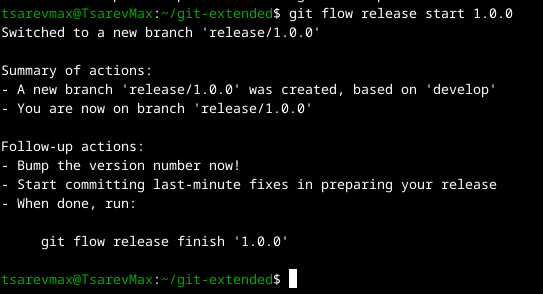 tsarevmax@TsarevMax:~/git-extended$ git flow release start 1.0.0
Switched to a new branch 'release/1.0.0'
Summary of actions:
- A new branch 'release/1.0.0' was created, based on 'develop'
- You are now on branch 'release/1.0.0'
Follow-up actions:
- Bump the version number now!
- Start committing last-minute fixes in preparing your release
- When done, run:
git flow release finish '1.0.0'
tsarevmax@TsarevMax:~/git-extended$